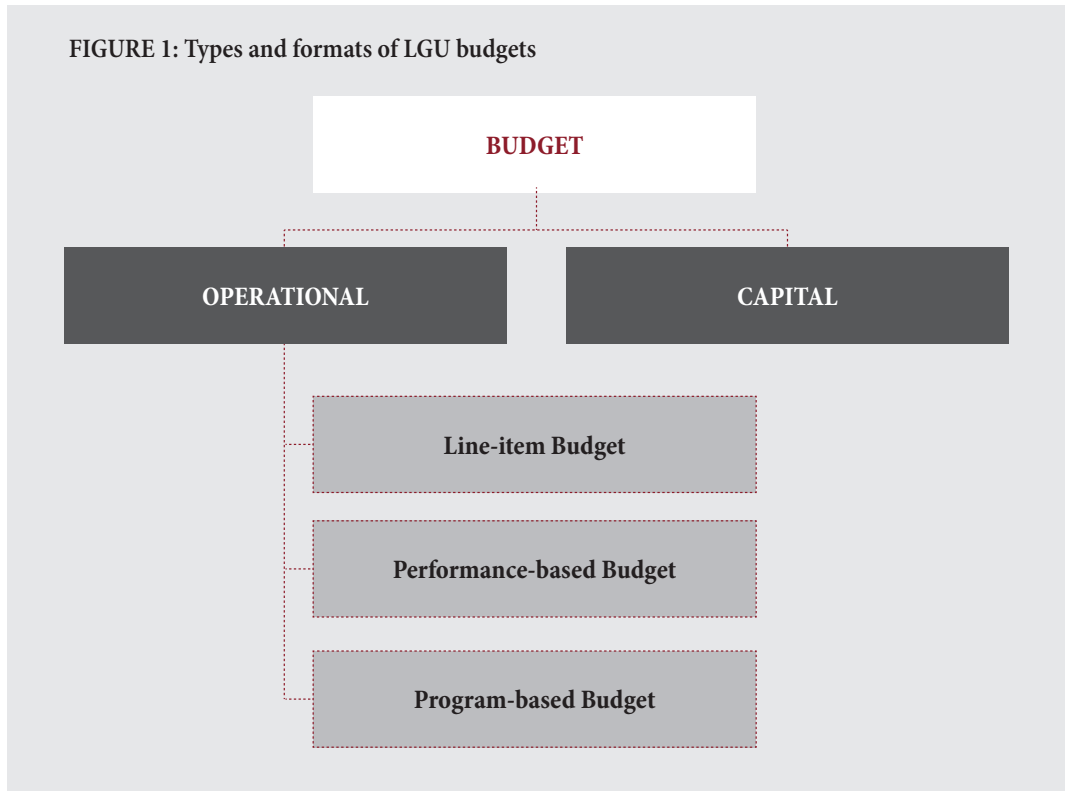 FIGURE 1: Types and formats of LGU budgets
BUDGET
OPERATIONAL
CAPITAL
Line-item Budget
Performance-based Budget
Program-based Budget